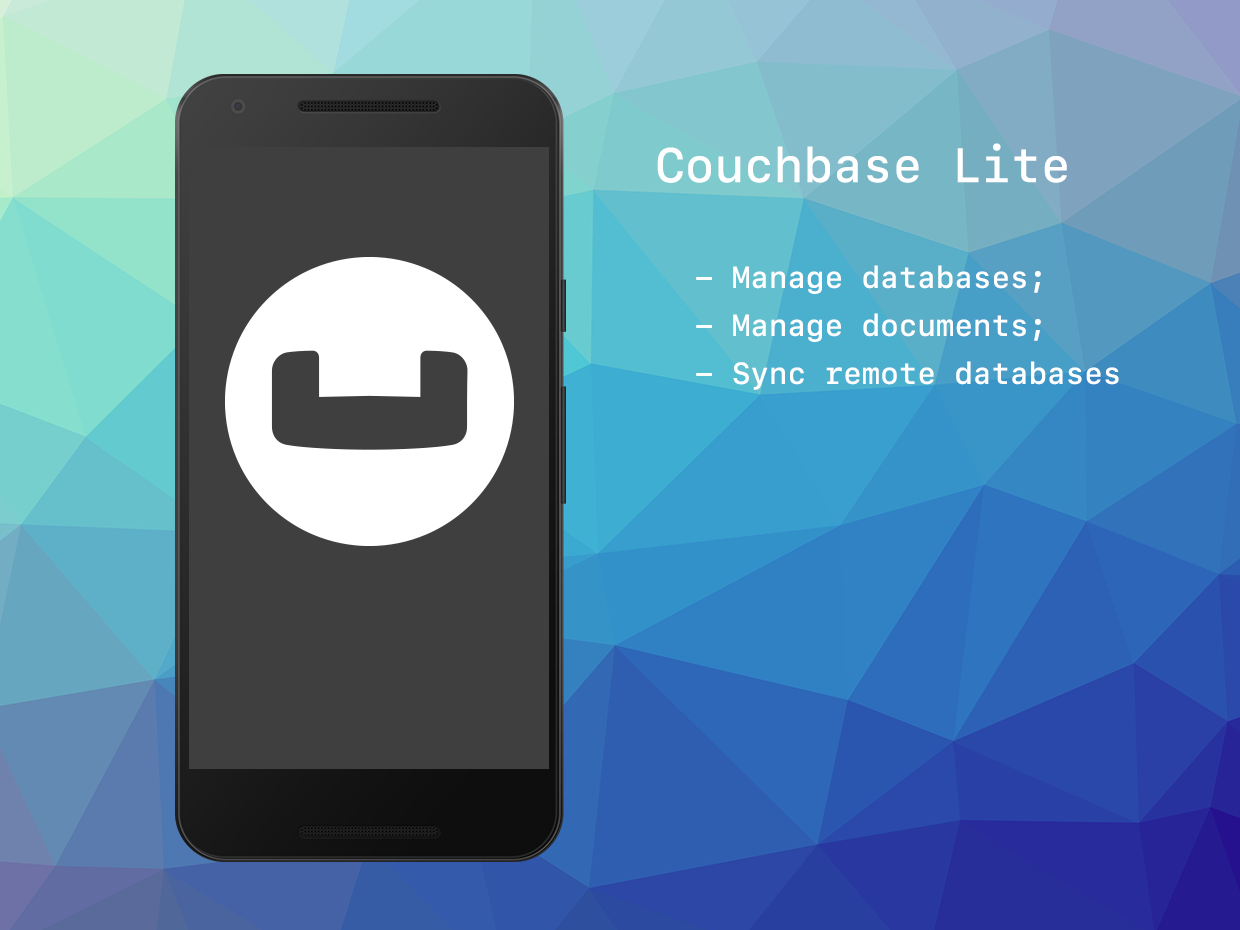 Couchbase Lite
– Manage databases;
– Manage documents;
– Sync remote databases